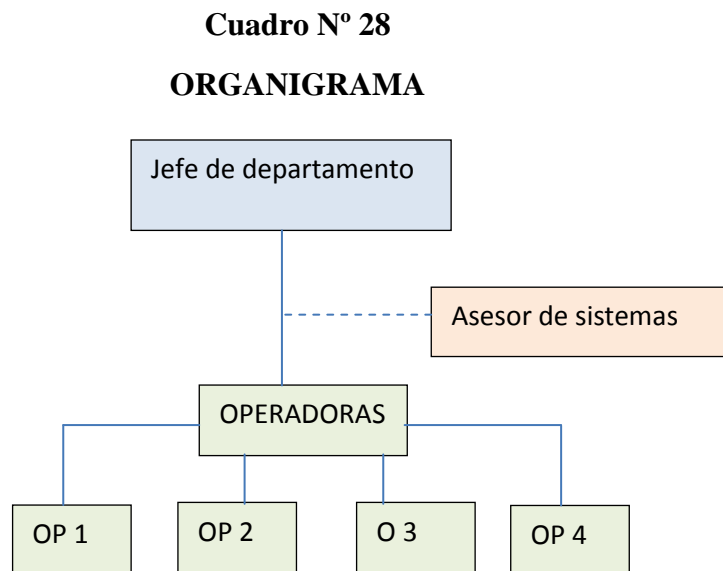 Cuadro Nº 28
ORGANIGRAMA
Jefe de departamento
Asesor de sistemas
OPERADORAS
OP 1
OP 2
O 3
OP 4